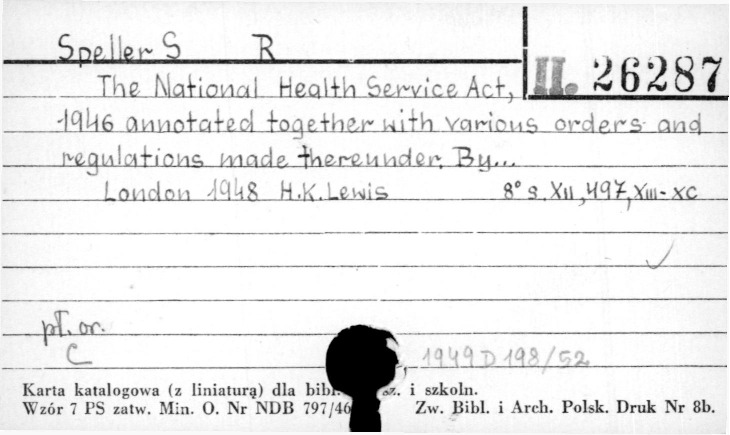 Speller S R
II. 26287
The National Health Service Act,
1946 annotated together with various orders and
regulations made thereunder. By...
London 1948 H.K. Lewis 8° s. XII, 497, XIII-XC
pł. or.
C
1949 D 198/52
Karta katalogowa (z liniaturą) dla bibl. sz. i szkoln.
Wzór 7 PS zatw. Min. O. Nr NDB 797/46 Zw. Bibl. i Arch. Polsk. Druk Nr 8b.